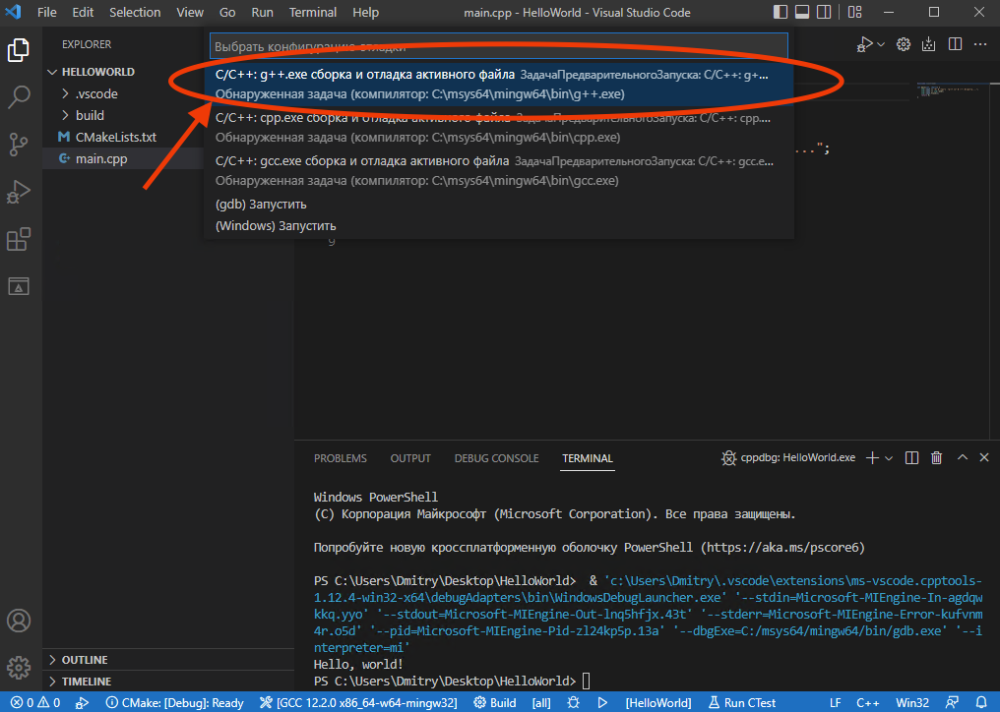 File Edit Selection View Go Run Terminal Help main.cpp - HelloWorld - Visual Studio Code
EXPLORER
HELLOWORLD
.vscode
build
CMakeLists.txt
main.cpp
Выбрать конфигурацию отладки
C/C++: g++.exe сборка и отладка активного файла ЗадачаПредварительногоЗапуска: C/C++: g+...
Обнаруженная задача (компилятор: C:\msys64\mingw64\bin\g++.exe)
C/C++: cpp.exe сборка и отладка активного файла ЗадачаПредварительногоЗапуска: C/C++: cpp....
Обнаруженная задача (компилятор: C:\msys64\mingw64\bin\cpp.exe)
C/C++: gcc.exe сборка и отладка активного файла ЗадачаПредварительногоЗапуска: C/C++: gcc.e...
Обнаруженная задача (компилятор: C:\msys64\mingw64\bin\gcc.exe)
(gdb) Запустить
(Windows) Запустить
..";
9
PROBLEMS OUTPUT DEBUG CONSOLE TERMINAL cppdbg: HelloWorld.exe
Windows PowerShell
(C) Корпорация Майкрософт (Microsoft Corporation). Все права защищены.
Попробуйте новую кроссплатформенную оболочку PowerShell (https://aka.ms/pscore6)
PS C:\Users\Dmitry\Desktop\HelloWorld> & 'c:\Users\Dmitry\.vscode\extensions\ms-vscode.cpptools-
1.12.4-win32-x64\debugAdapters\bin\WindowsDebugLauncher.exe' '--stdin=Microsoft-MIEngine-In-agdqw
kkq.yyo' '--stdout=Microsoft-MIEngine-Out-lnq5hfjx.43t' '--stderr=Microsoft-MIEngine-Error-kufvnm
4r.o5d' '--pid=Microsoft-MIEngine-Pid-zl24kp5p.13a' '--dbgExe=C:/msys64/mingw64/bin/gdb.exe' '--i
nterpreter=mi'
Hello, world!
PS C:\Users\Dmitry\Desktop\HelloWorld>
OUTLINE
TIMELINE
0 0 CMake: [Debug]: Ready [GCC 12.2.0 x86_64-w64-mingw32] Build [all] [HelloWorld] Run CTest LF C++ Win32